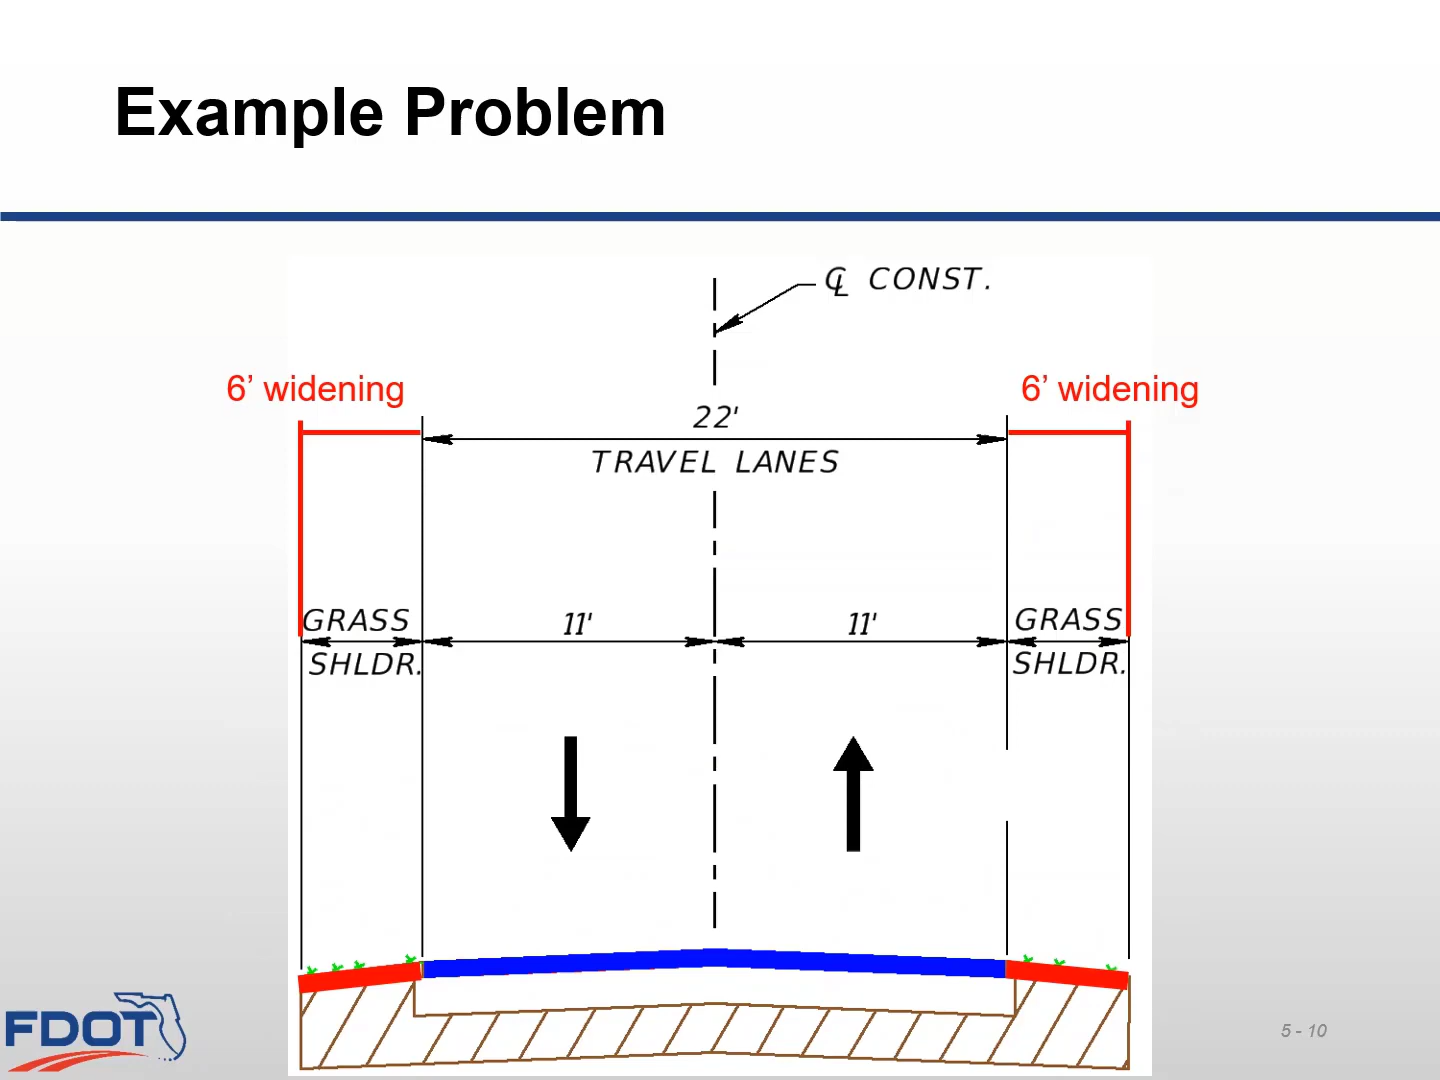 Example Problem
℄ CONST.
6’ widening
6’ widening
22'
TRAVEL LANES
GRASS
11'
11'
GRASS
SHLDR.
SHLDR.
FDOT
5 - 10